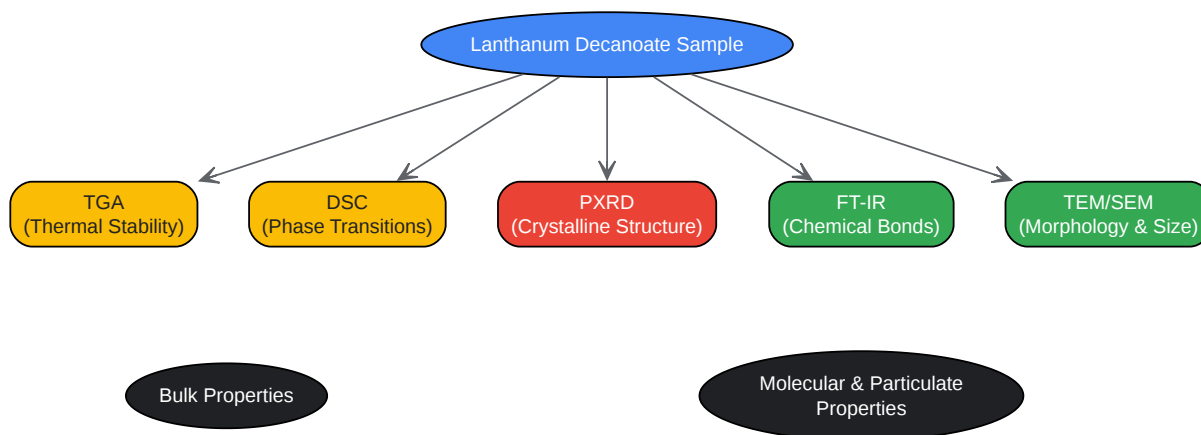 Lanthanum Decanoate Sample
TGA
(Thermal Stability)
DSC
(Phase Transitions)
PXRD
(Crystalline Structure)
FT-IR
(Chemical Bonds)
TEM/SEM
(Morphology & Size)
Bulk Properties
Molecular & Particulate
Properties